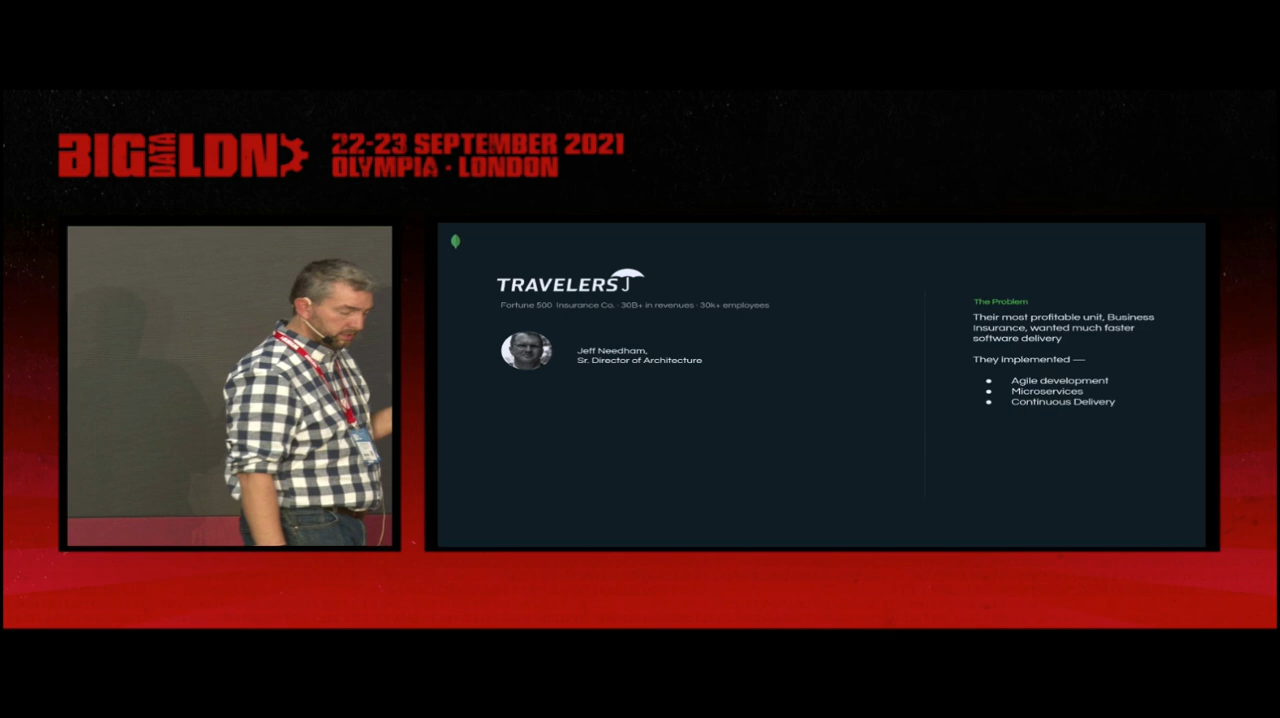 BIG DATA LDN
22-23 SEPTEMBER 2021
OLYMPIA · LONDON
TRAVELERS
Fortune 500 Insurance Co. · 30B+ in revenues · 30k+ employees
Jeff Needham,
Sr. Director of Architecture
The Problem
Their most profitable unit, Business
Insurance, wanted much faster
software delivery
They implemented —
● Agile development
● Microservices
● Continuous Delivery